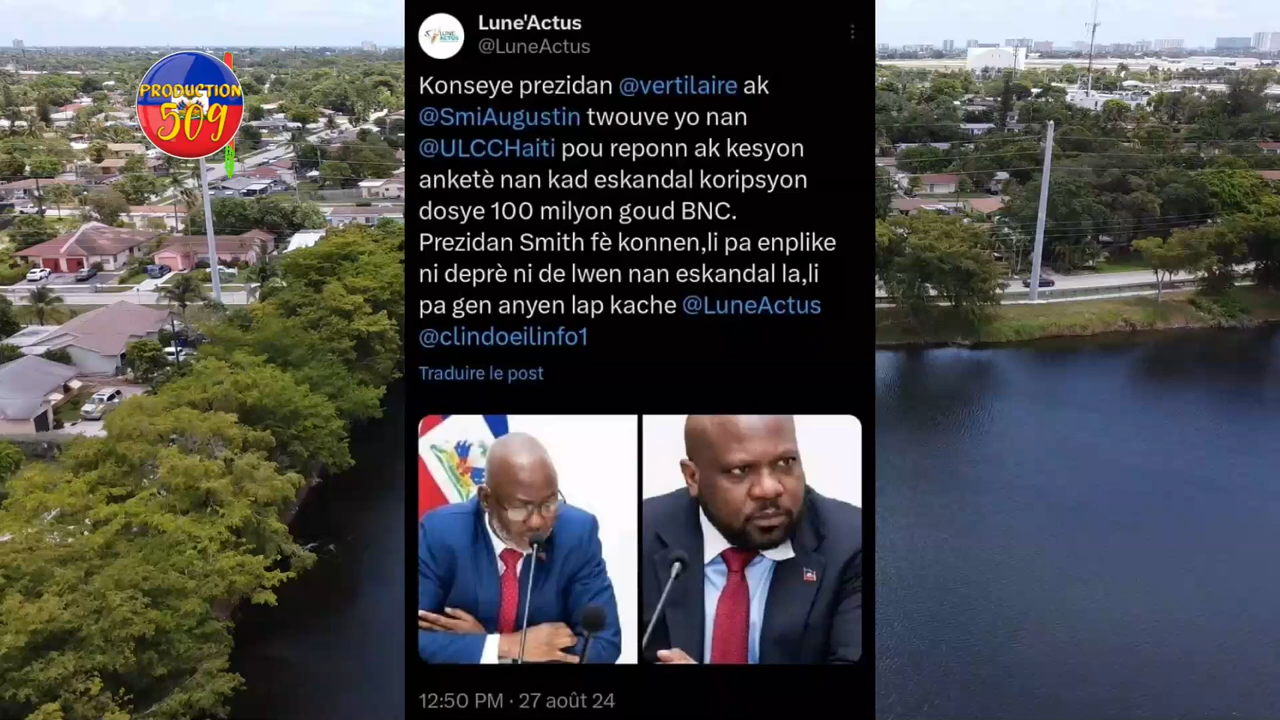 PRODUCTION
509
Lune'Actus
@LuneActus
Konseye prezidan @vertilaire ak
@SmiAugustin twouve yo nan
@ULCCHaiti pou reponn ak kesyon
anketè nan kad eskandal koripsyon
dosye 100 milyon goud BNC.
Prezidan Smith fè konnen,li pa enplike
ni deprè ni de lwen nan eskandal la,li
pa gen anyen lap kache @LuneActus
@clindoeilinfo1
Traduire le post
12:50 PM · 27 août 24